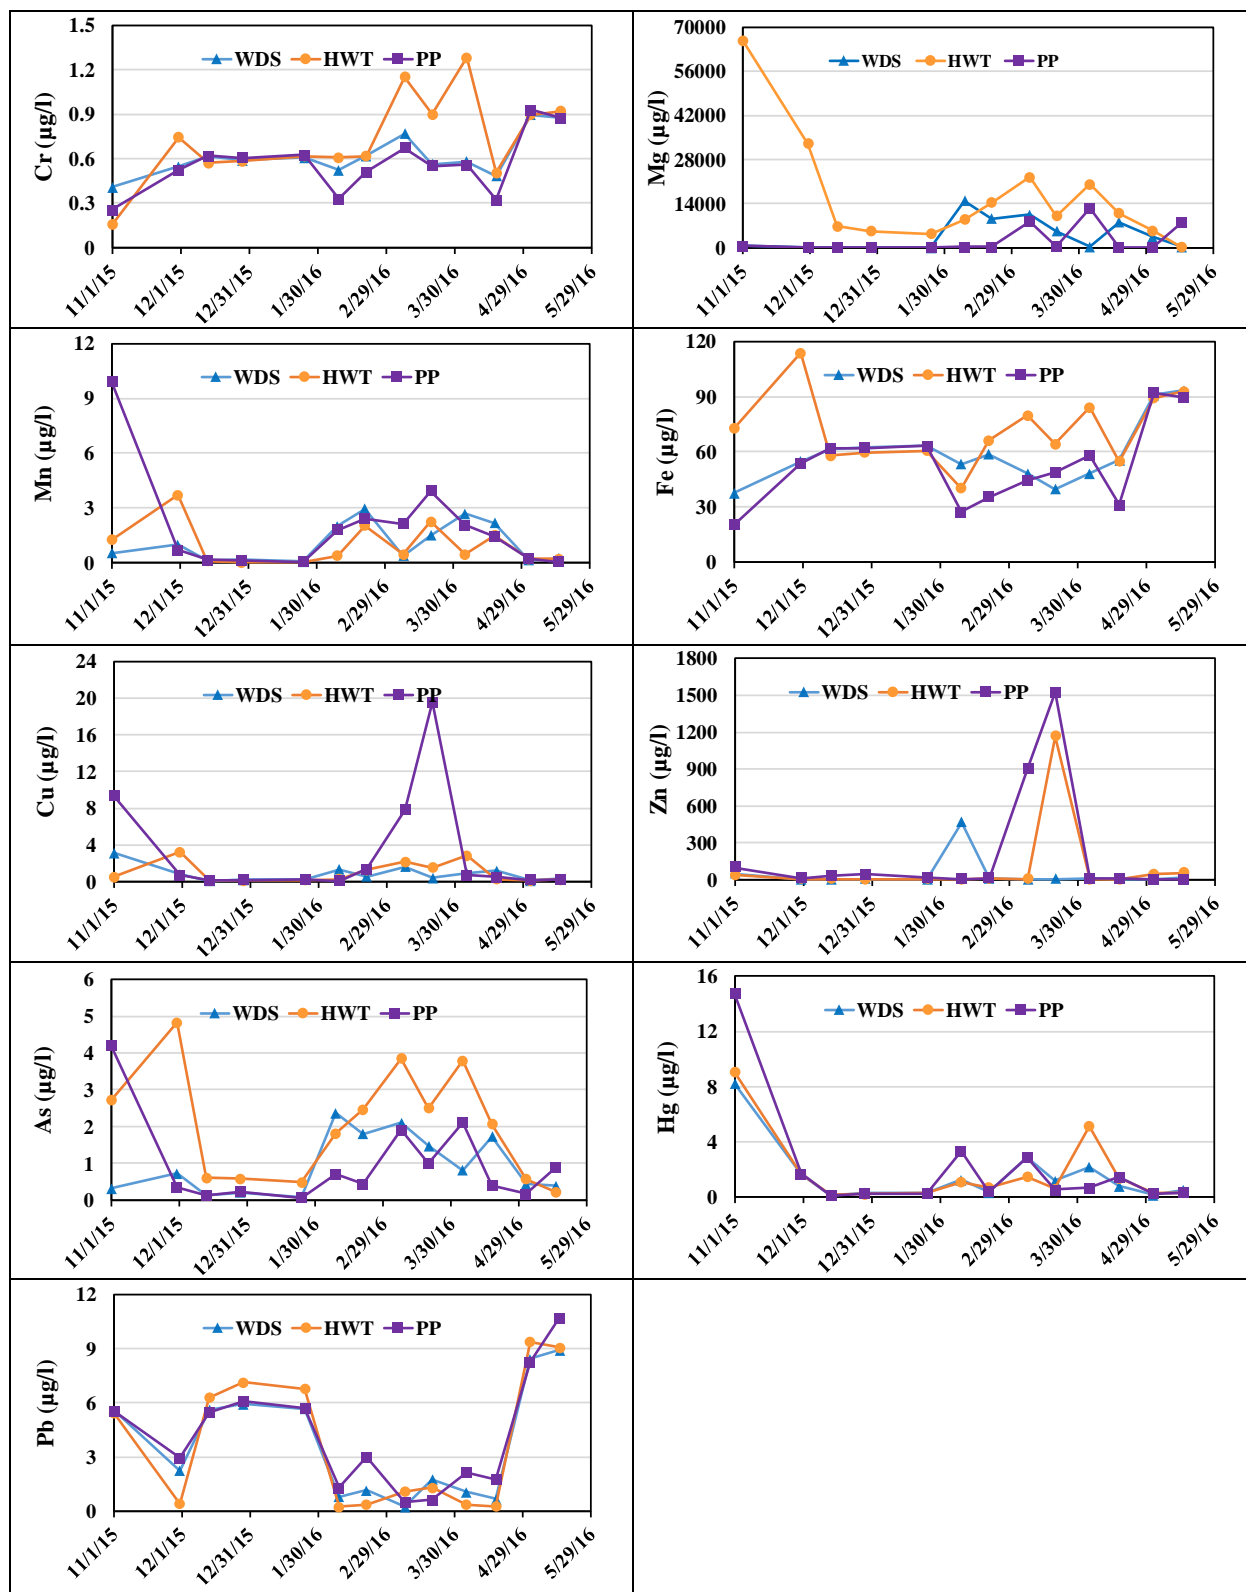 Cr (µg/l)
1.5
1.2
0.9
0.6
0.3
0
WDS HWT PP
11/1/15 12/1/15 12/31/15 1/30/16 2/29/16 3/30/16 4/29/16 5/29/16
Mg (µg/l)
70000
56000
42000
28000
14000
0
WDS HWT PP
11/1/15 12/1/15 12/31/15 1/30/16 2/29/16 3/30/16 4/29/16 5/29/16
Mn (µg/l)
12
9
6
3
0
WDS HWT PP
11/1/15 12/1/15 12/31/15 1/30/16 2/29/16 3/30/16 4/29/16 5/29/16
Fe (µg/l)
120
90
60
30
0
WDS HWT PP
11/1/15 12/1/15 12/31/15 1/30/16 2/29/16 3/30/16 4/29/16 5/29/16
Cu (µg/l)
24
20
16
12
8
4
0
WDS HWT PP
11/1/15 12/1/15 12/31/15 1/30/16 2/29/16 3/30/16 4/29/16 5/29/16
Zn (µg/l)
1800
1500
1200
900
600
300
0
WDS HWT PP
11/1/15 12/1/15 12/31/15 1/30/16 2/29/16 3/30/16 4/29/16 5/29/16
As (µg/l)
6
5
4
3
2
1
0
WDS HWT PP
11/1/15 12/1/15 12/31/15 1/30/16 2/29/16 3/30/16 4/29/16 5/29/16
Hg (µg/l)
16
12
8
4
0
WDS HWT PP
11/1/15 12/1/15 12/31/15 1/30/16 2/29/16 3/30/16 4/29/16 5/29/16
Pb (µg/l)
12
9
6
3
0
WDS HWT PP
11/1/15 12/1/15 12/31/15 1/30/16 2/29/16 3/30/16 4/29/16 5/29/16